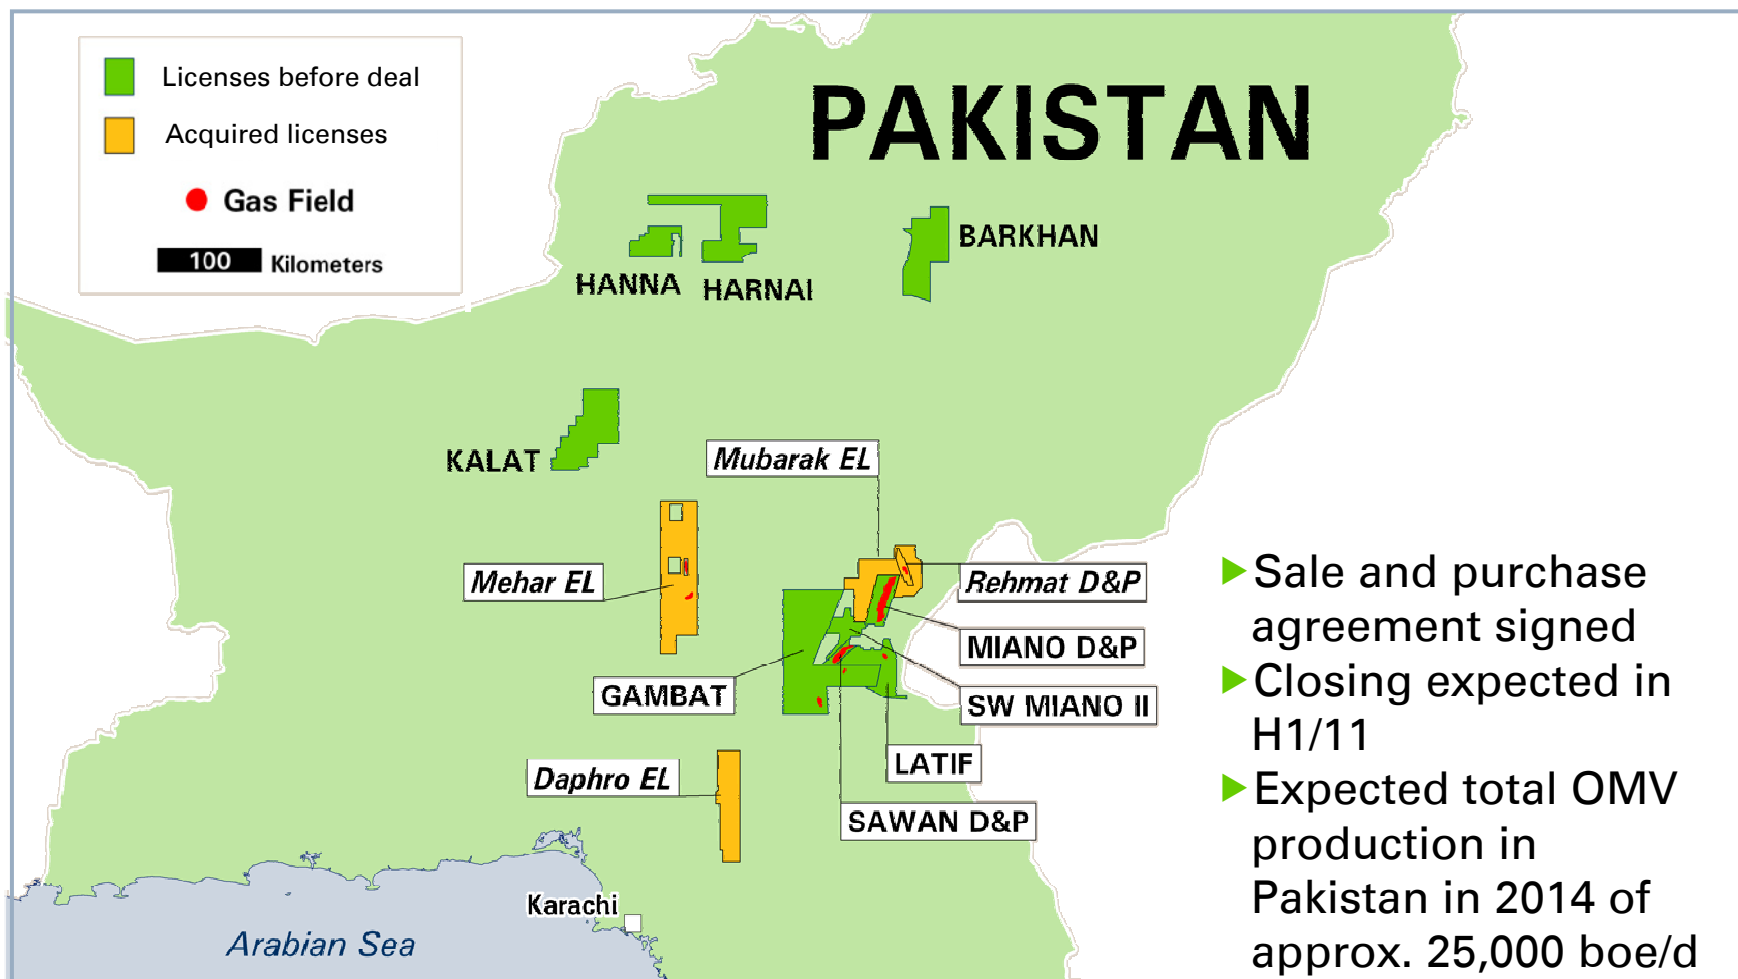 Licenses before deal
Acquired licenses
Gas Field
100 Kilometers
PAKISTAN
BARKHAN
HANNA
HARNAI
KALAT
Mubarak EL
Mehar EL
Rehmat D&P
MIANO D&P
GAMBAT
SW MIANO II
LATIF
Daphro EL
SAWAN D&P
Karachi
Arabian Sea
Sale and purchase
agreement signed
Closing expected in
H1/11
Expected total OMV
production in
Pakistan in 2014 of
approx. 25,000 boe/d